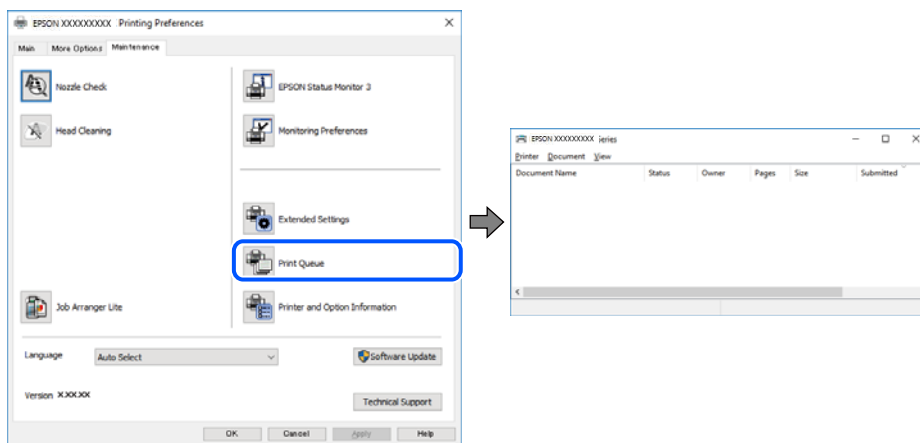 EPSON XXXXXXXXX Printing Preferences
Main More Options Maintenance
Nozzle Check
EPSON Status Monitor 3
Head Cleaning
Monitoring Preferences
Extended Settings
Print Queue
Job Arranger Lite
Printer and Option Information
Language Auto Select
Software Update
Version X.XX.XX
Technical Support
OK Cancel Apply Help
EPSON XXXXXXXXX ieries
Printer Document View
Document Name Status Owner Pages Size Submitted